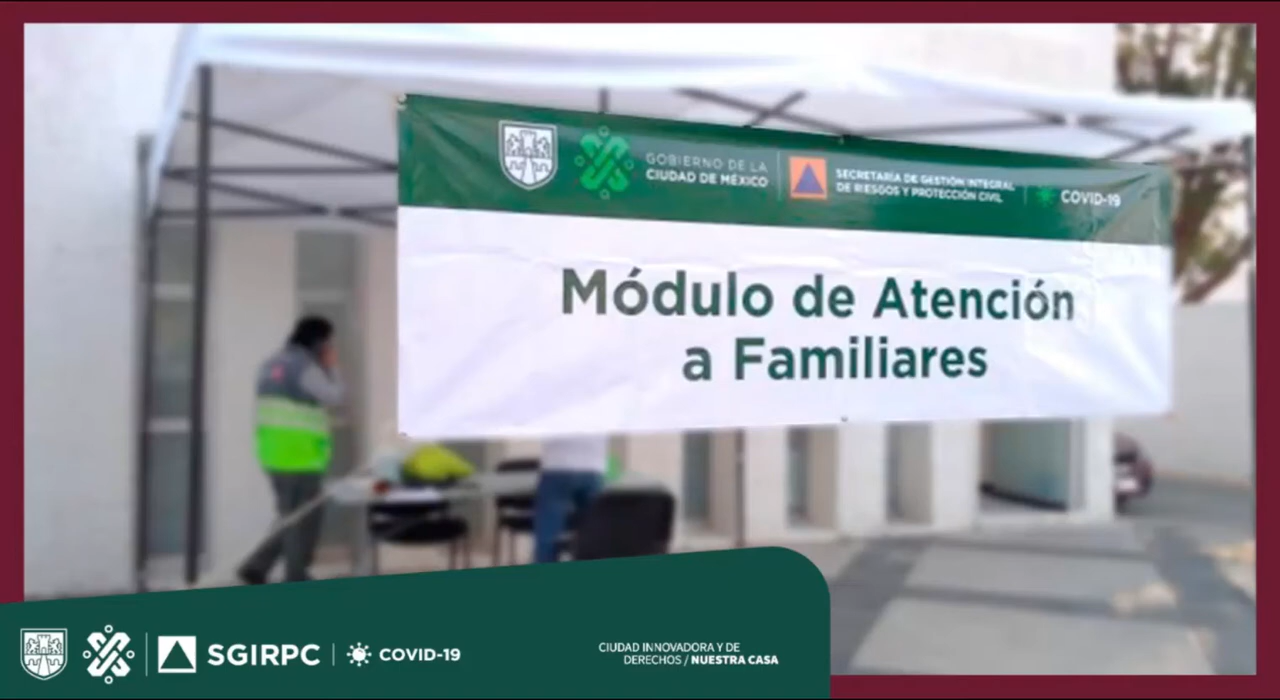 GOBIERNO DE LA
CIUDAD DE MÉXICO
SECRETARÍA DE GESTIÓN INTEGRAL
DE RIESGOS Y PROTECCIÓN CIVIL
COVID-19
Módulo de Atención
a Familiares
SGIRPC
COVID-19
CIUDAD INNOVADORA Y DE
DERECHOS / NUESTRA CASA